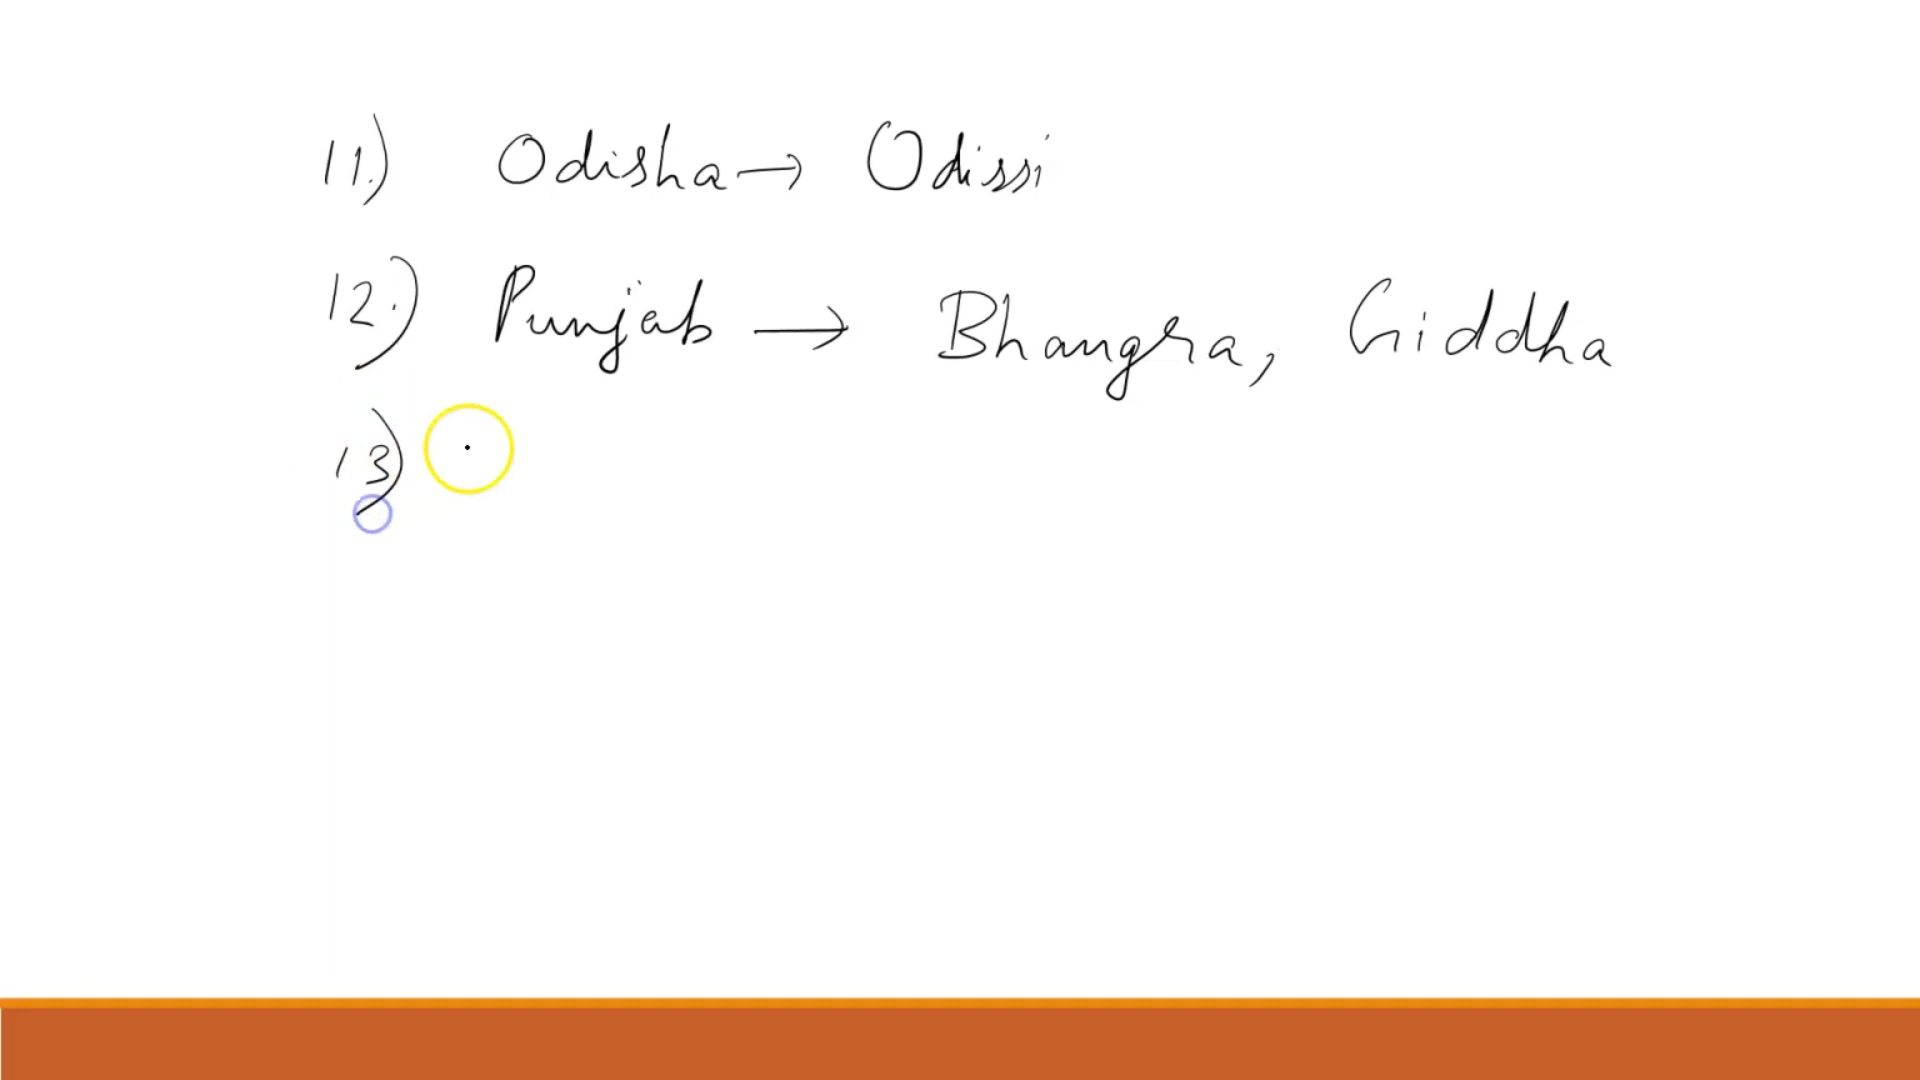 11.) Odisha → Odissi
12.) Punjab → Bhangra, Giddha
13)